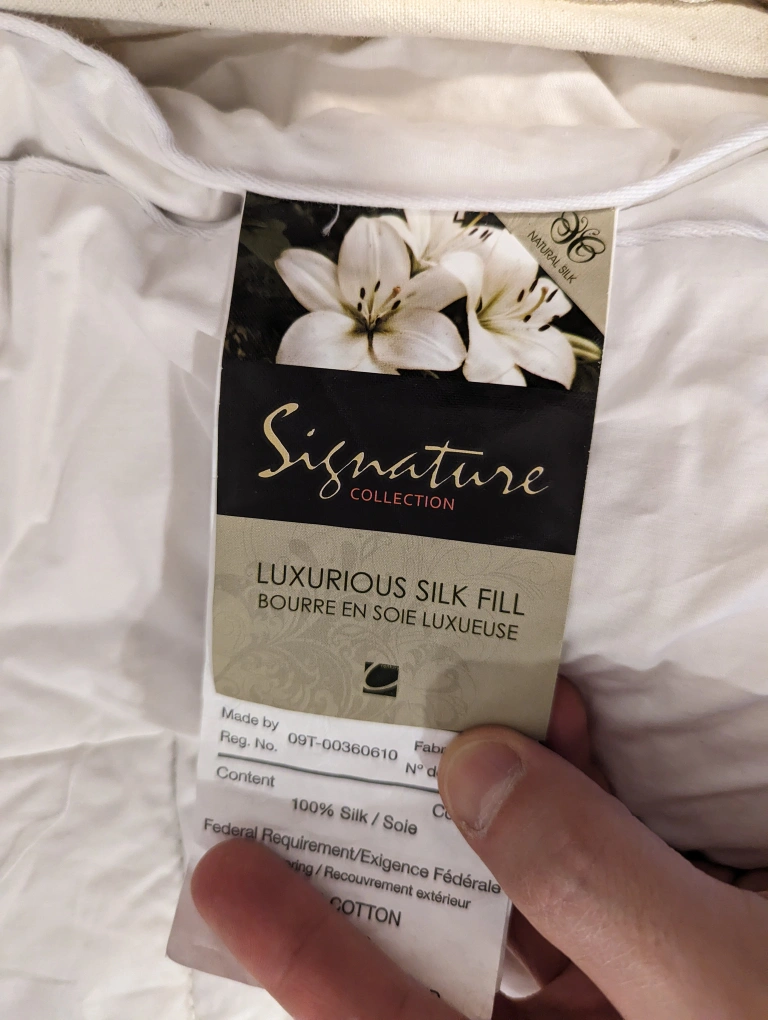 NATURAL SILK
Signature
COLLECTION
LUXURIOUS SILK FILL
BOURRE EN SOIE LUXUEUSE
Made by
Reg. No. 09T-00360610
Nº
Content
100% Silk / Soie
Federal Requirement/Exigence Fédérale
/ Recouvrement extérieur
COTTON